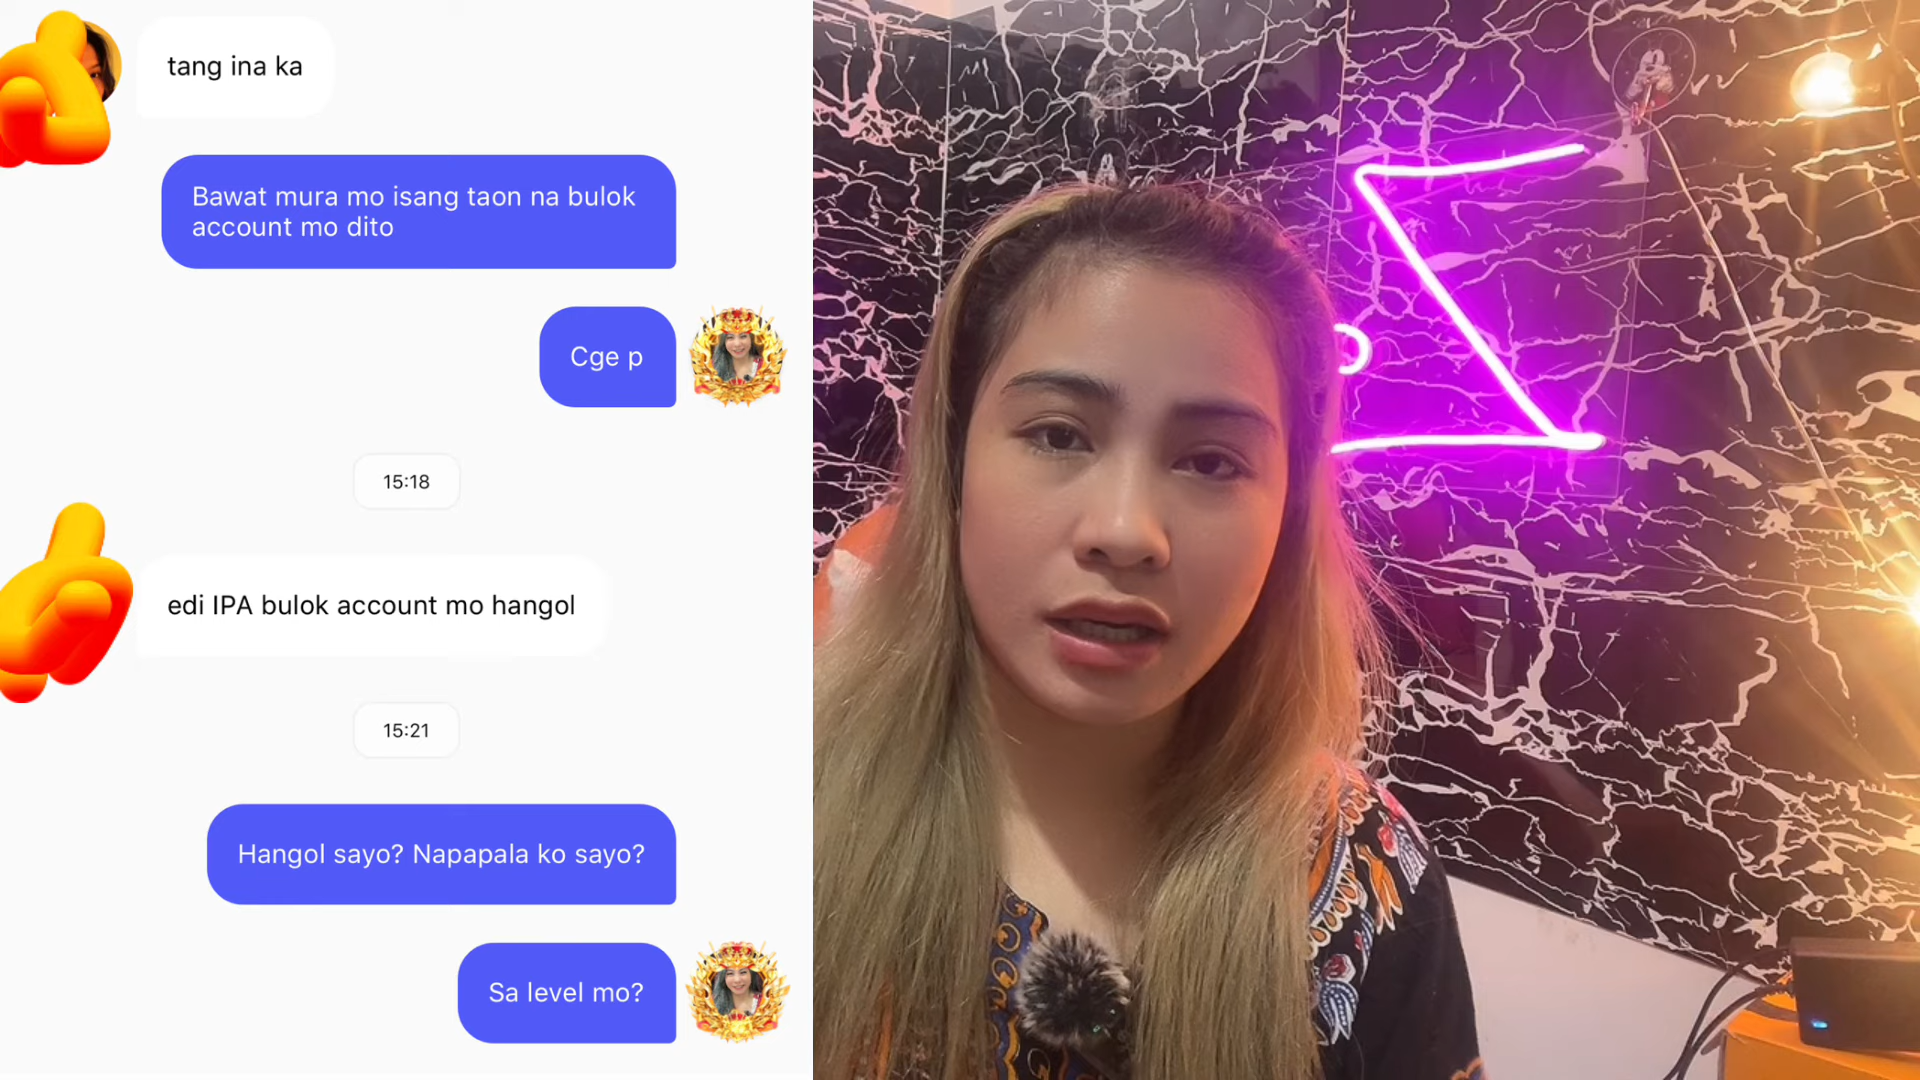 tang ina ka
Bawat mura mo isang taon na bulok
account mo dito
Cge p
15:18
edi IPA bulok account mo hangol
15:21
Hangol sayo? Napapala ko sayo?
Sa level mo?